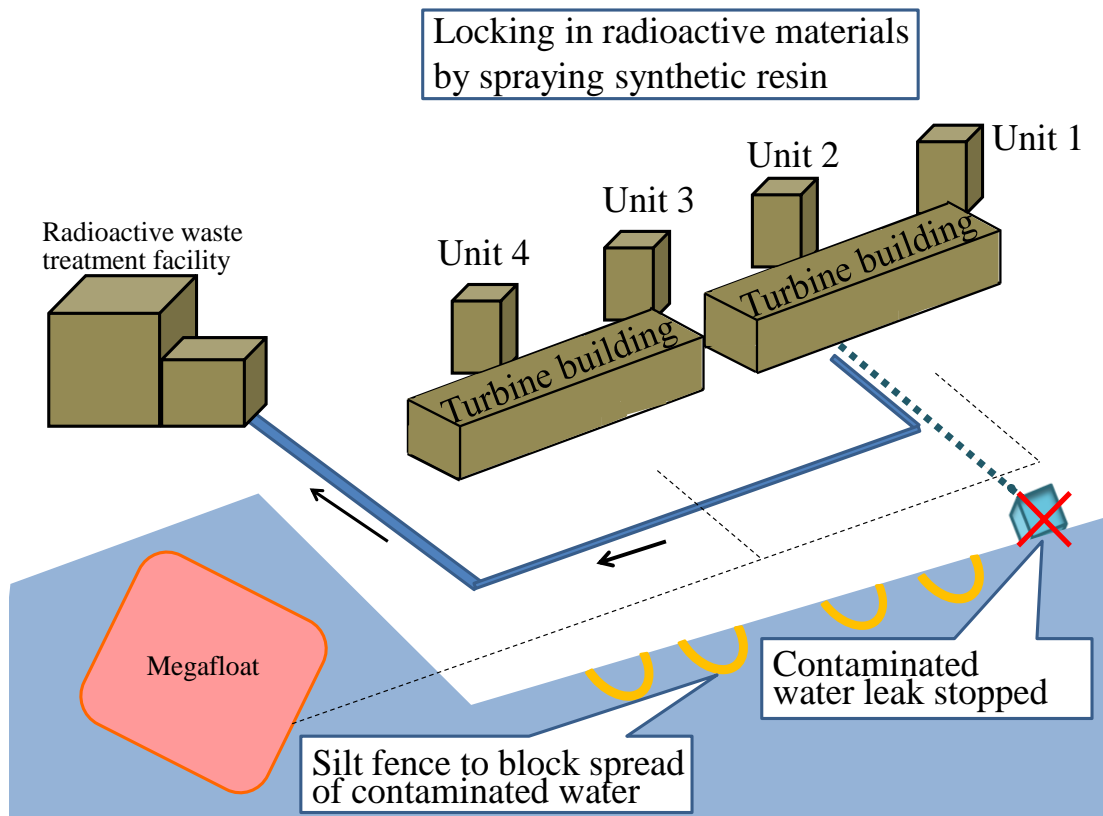 Locking in radioactive materials
by spraying synthetic resin
Unit 1
Unit 2
Unit 3
Unit 4
Radioactive waste
treatment facility
Turbine building
Turbine building
Megafloat
Contaminated
water leak stopped
Silt fence to block spread
of contaminated water